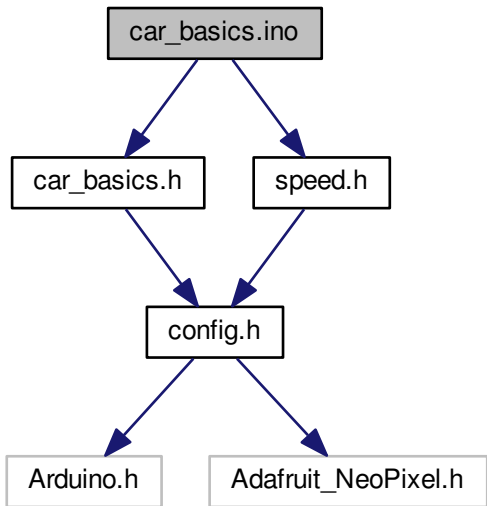 car_basics.ino
car_basics.h
speed.h
config.h
Arduino.h
Adafruit_NeoPixel.h